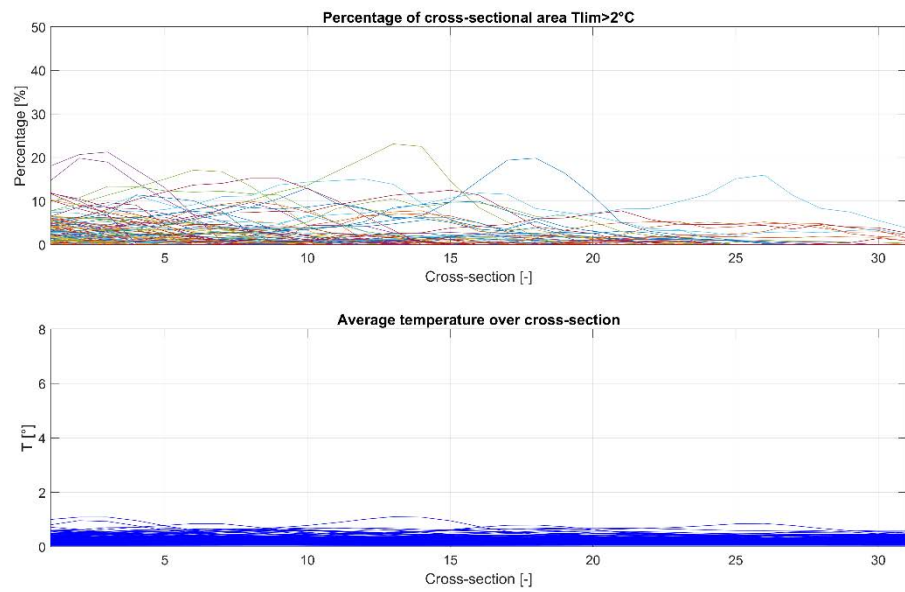 Percentage of cross-sectional area Tlim>2°C
50
40
30
20
10
0
Percentage [%]
5 10 15 20 25 30
Cross-section [-]
Average temperature over cross-section
8
6
4
2
0
T [°]
5 10 15 20 25 30
Cross-section [-]